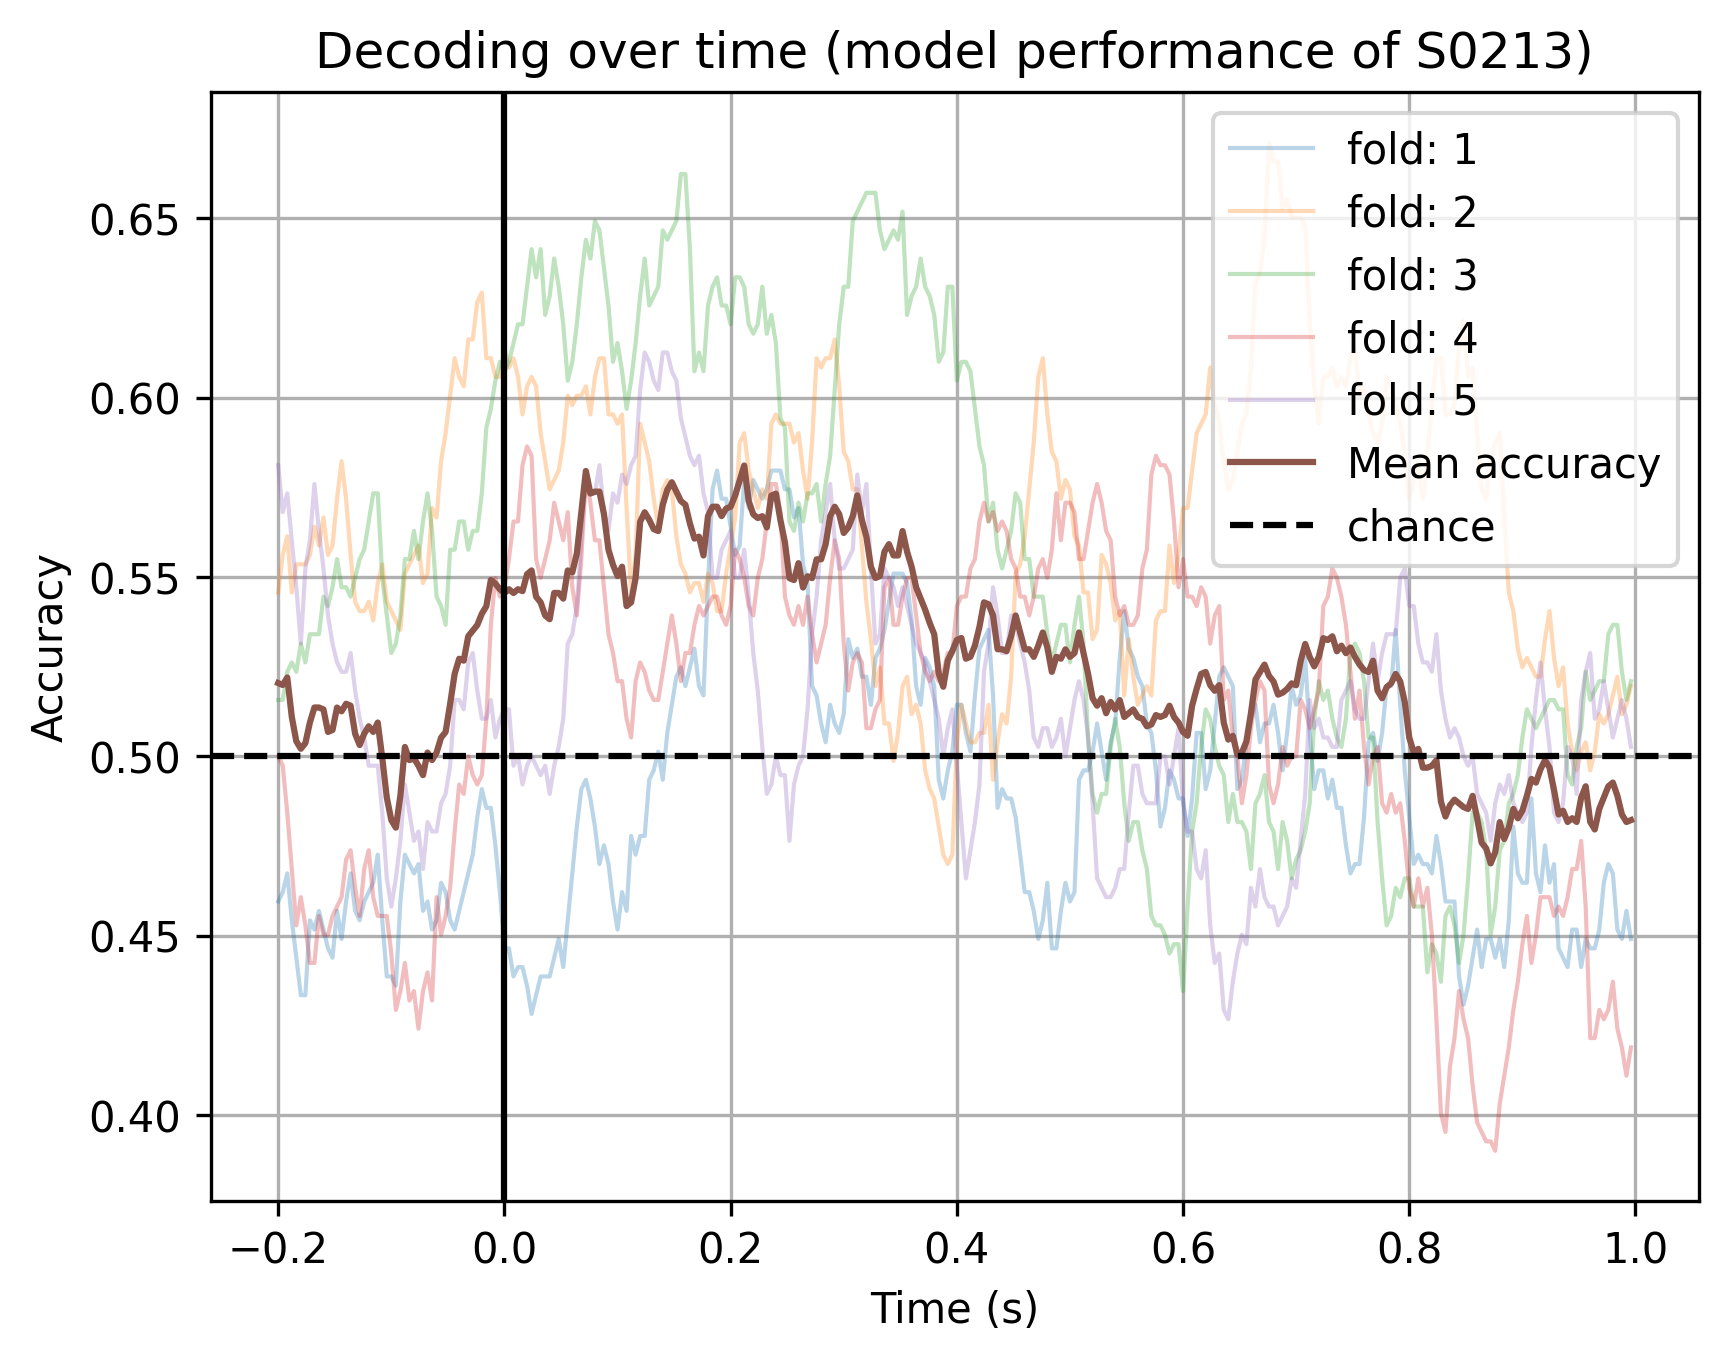 Decoding over time (model performance of S0213)
fold: 1
fold: 2
fold: 3
fold: 4
fold: 5
Mean accuracy
chance
Accuracy
0.65
0.60
0.55
0.50
0.45
0.40
−0.2 0.0 0.2 0.4 0.6 0.8 1.0
Time (s)